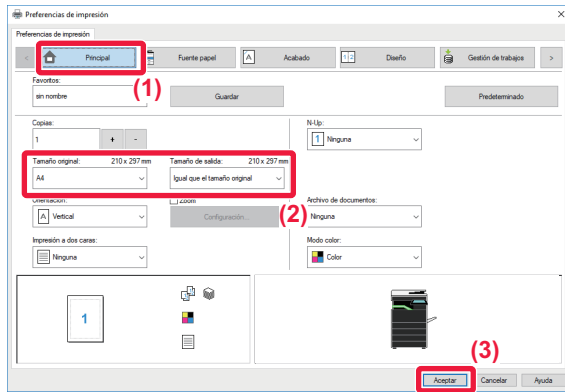 Preferencias de impresión
Preferencias de impresión
< Principal Fuente papel A Acabado 1 2 Diseño Gestión de trabajos >
(1)
Favoritos:
sin nombre Guardar Predeterminado
Copias: N-Up:
1 + - 1 Ninguna
Tamaño original: 210 x 297 mm Tamaño de salida: 210 x 297 mm
A4 Igual que el tamaño original
(2)
Orientación: Zoom Archivo de documentos:
A Vertical Configuración... Ninguna
Impresión a dos caras: Modo color:
Ninguna Color
1
(3)
Aceptar Cancelar Ayuda